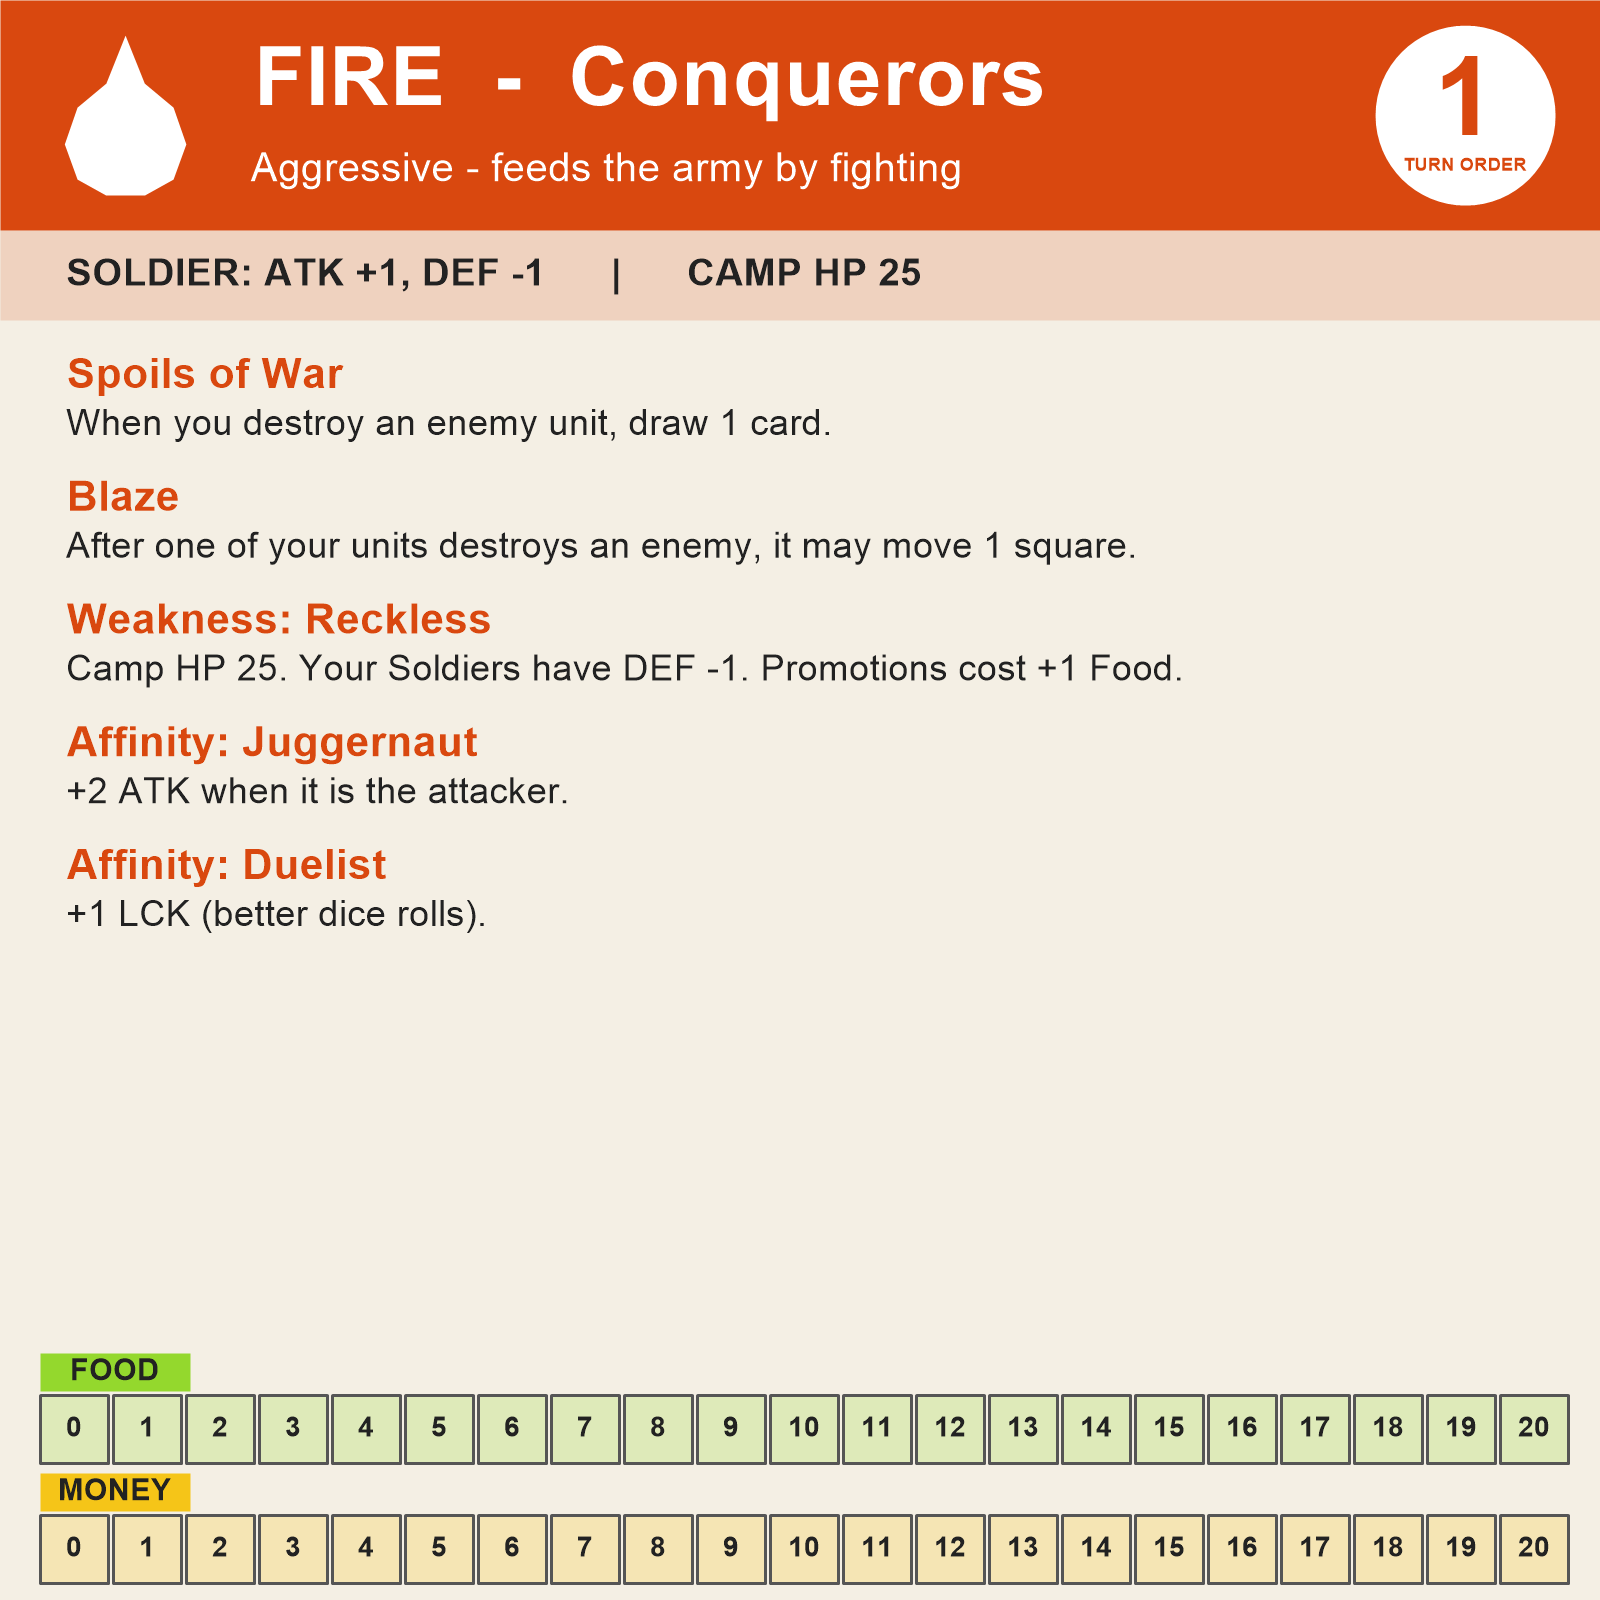 FIRE - Conquerors
Aggressive - feeds the army by fighting
1
TURN ORDER
SOLDIER: ATK +1, DEF -1 | CAMP HP 25
Spoils of War
When you destroy an enemy unit, draw 1 card.
Blaze
After one of your units destroys an enemy, it may move 1 square.
Weakness: Reckless
Camp HP 25. Your Soldiers have DEF -1. Promotions cost +1 Food.
Affinity: Juggernaut
+2 ATK when it is the attacker.
Affinity: Duelist
+1 LCK (better dice rolls).
FOOD
0 1 2 3 4 5 6 7 8 9 10 11 12 13 14 15 16 17 18 19 20
MONEY
0 1 2 3 4 5 6 7 8 9 10 11 12 13 14 15 16 17 18 19 20